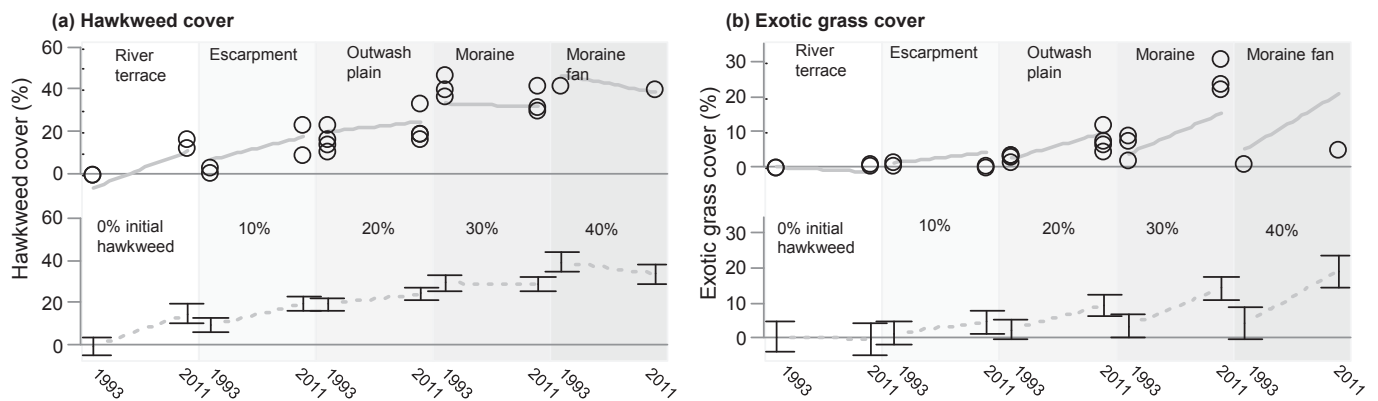 (a) Hawkweed cover
Hawkweed cover (%)
60
40
20
0
River
terrace
Escarpment
Outwash
plain
Moraine
Moraine
fan
60
40
20
0
0% initial
hawkweed
10%
20%
30%
40%
1993
2011
1993
2011
1993
2011
1993
2011
1993
2011
(b) Exotic grass cover
Exotic grass cover (%)
30
20
10
0
River
terrace
Escarpment
Outwash
plain
Moraine
Moraine fan
30
20
10
0
0% initial
hawkweed
10%
20%
30%
40%
1993
2011
1993
2011
1993
2011
1993
2011
1993
2011